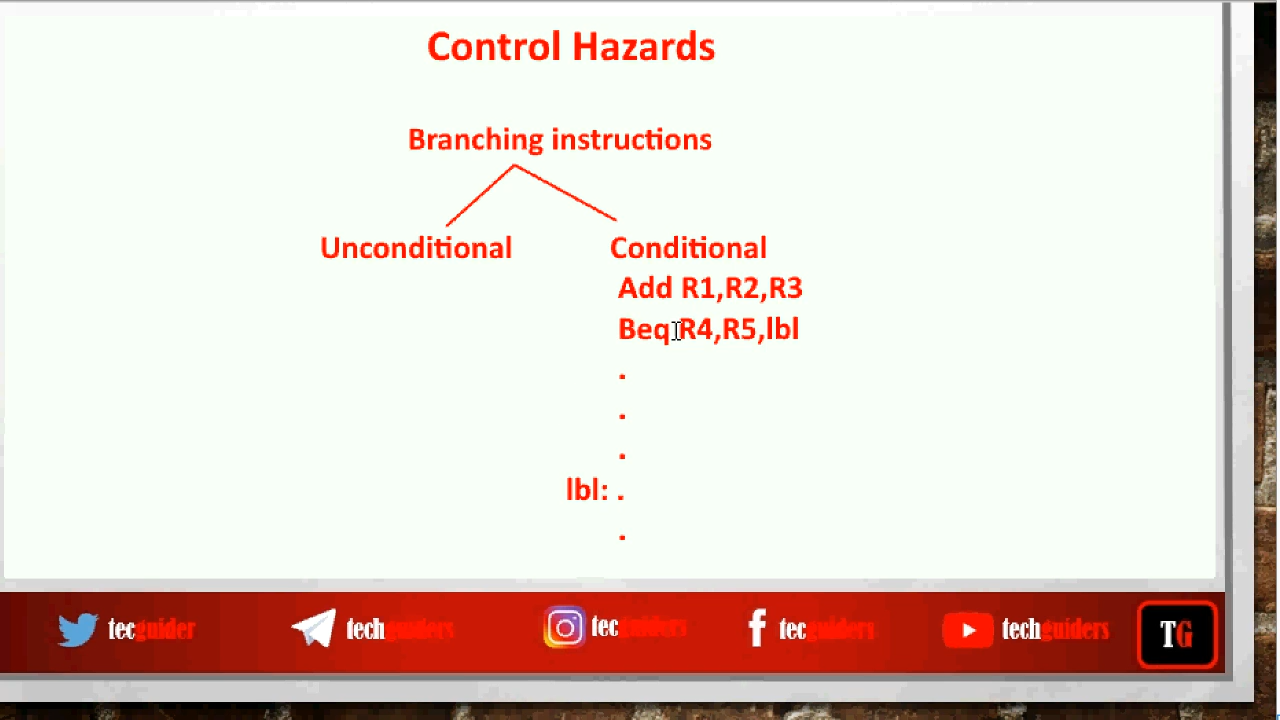 Control Hazards
Branching instructions
Unconditional Conditional
Add R1,R2,R3
Beq R4,R5,lbl
.
.
.
lbl: .
.
tecguider techguiders tecguiders tecguiders techguiders TG